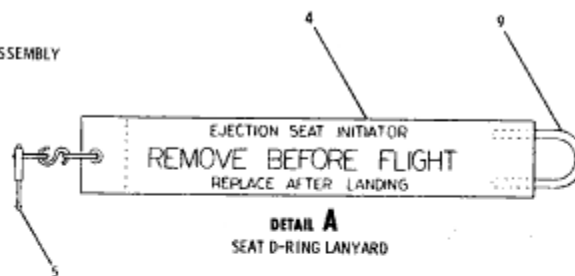 4
9
SSEMBLY
EJECTION SEAT INITIATOR
REMOVE BEFORE FLIGHT
REPLACE AFTER LANDING
DETAIL A
SEAT D-RING LANYARD
5